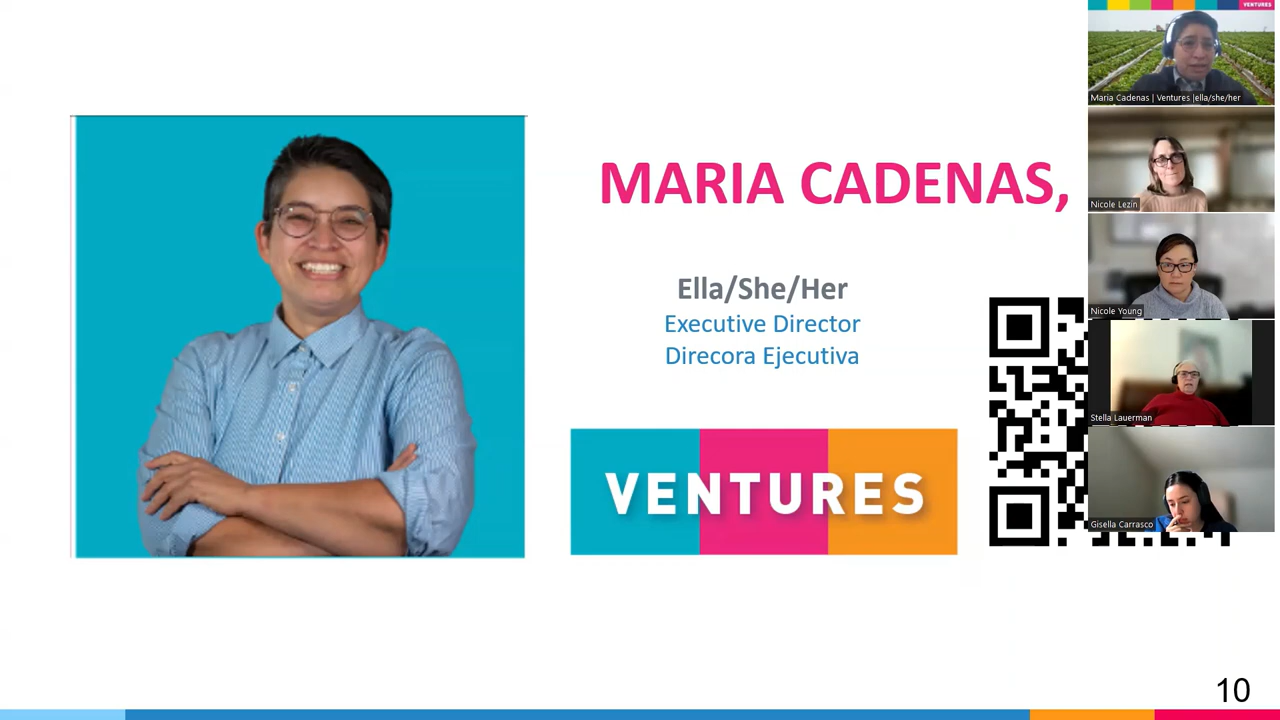 MARIA CADENAS,
Ella/She/Her
Executive Director
Direcora Ejecutiva
VENTURES
VENTURES
Maria Cadenas | Ventures |ella/she/her
Nicole Lezin
Nicole Young
Stella Lauerman
Gisella Carrasco
10